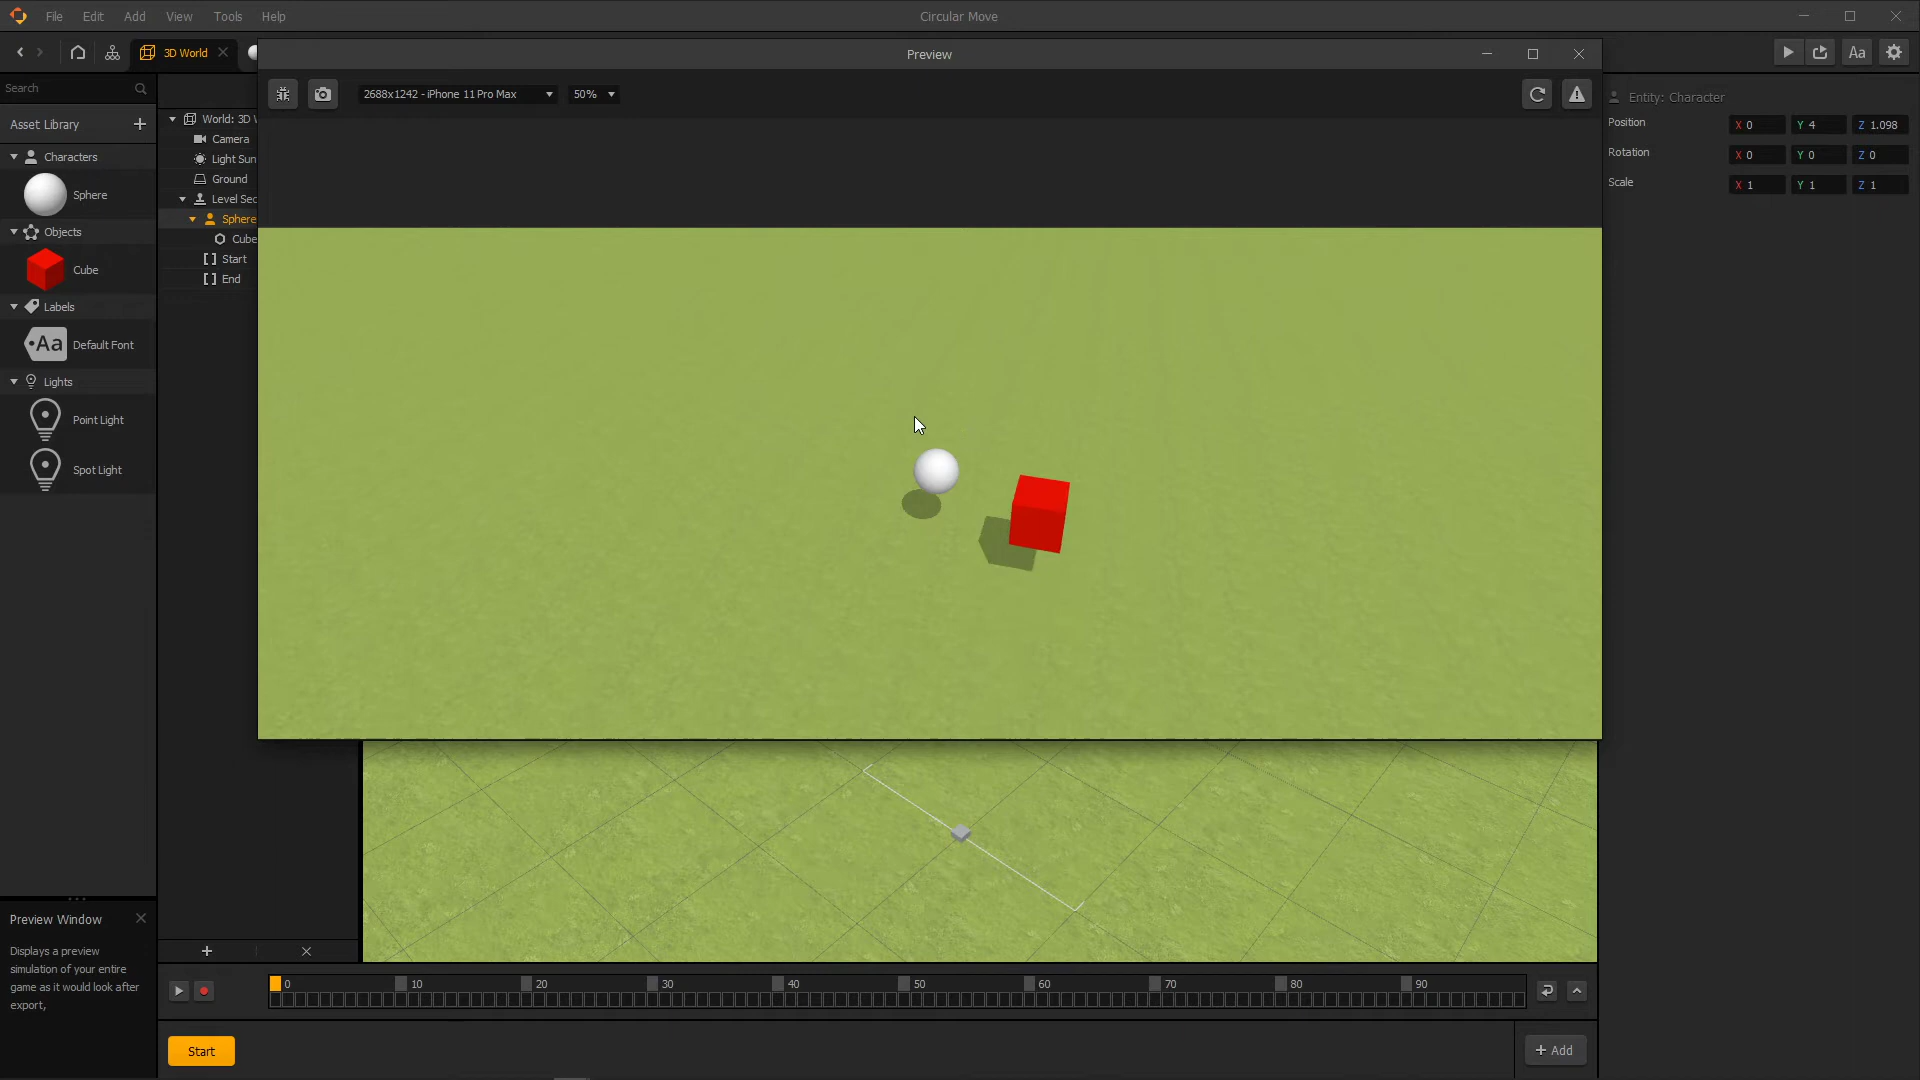 File Edit Add View Tools Help
Circular Move
3D World
Aa
Preview
2688x1242 - iPhone 11 Pro Max
50%
Search
Asset Library
Characters
Sphere
Objects
Cube
Labels
Aa
Default Font
Lights
Point Light
Spot Light
World: 3D
Camera
Light Sun
Ground
Level Sec
Sphere
Cube
Start
End
Entity: Character
Position X 0 Y 4 Z 1.098
Rotation X 0 Y 0 Z 0
Scale X 1 Y 1 Z 1
Preview Window
Displays a preview
simulation of your entire
game as it would look after
export,
0 10 20 30 40 50 60 70 80 90
Start
+ Add